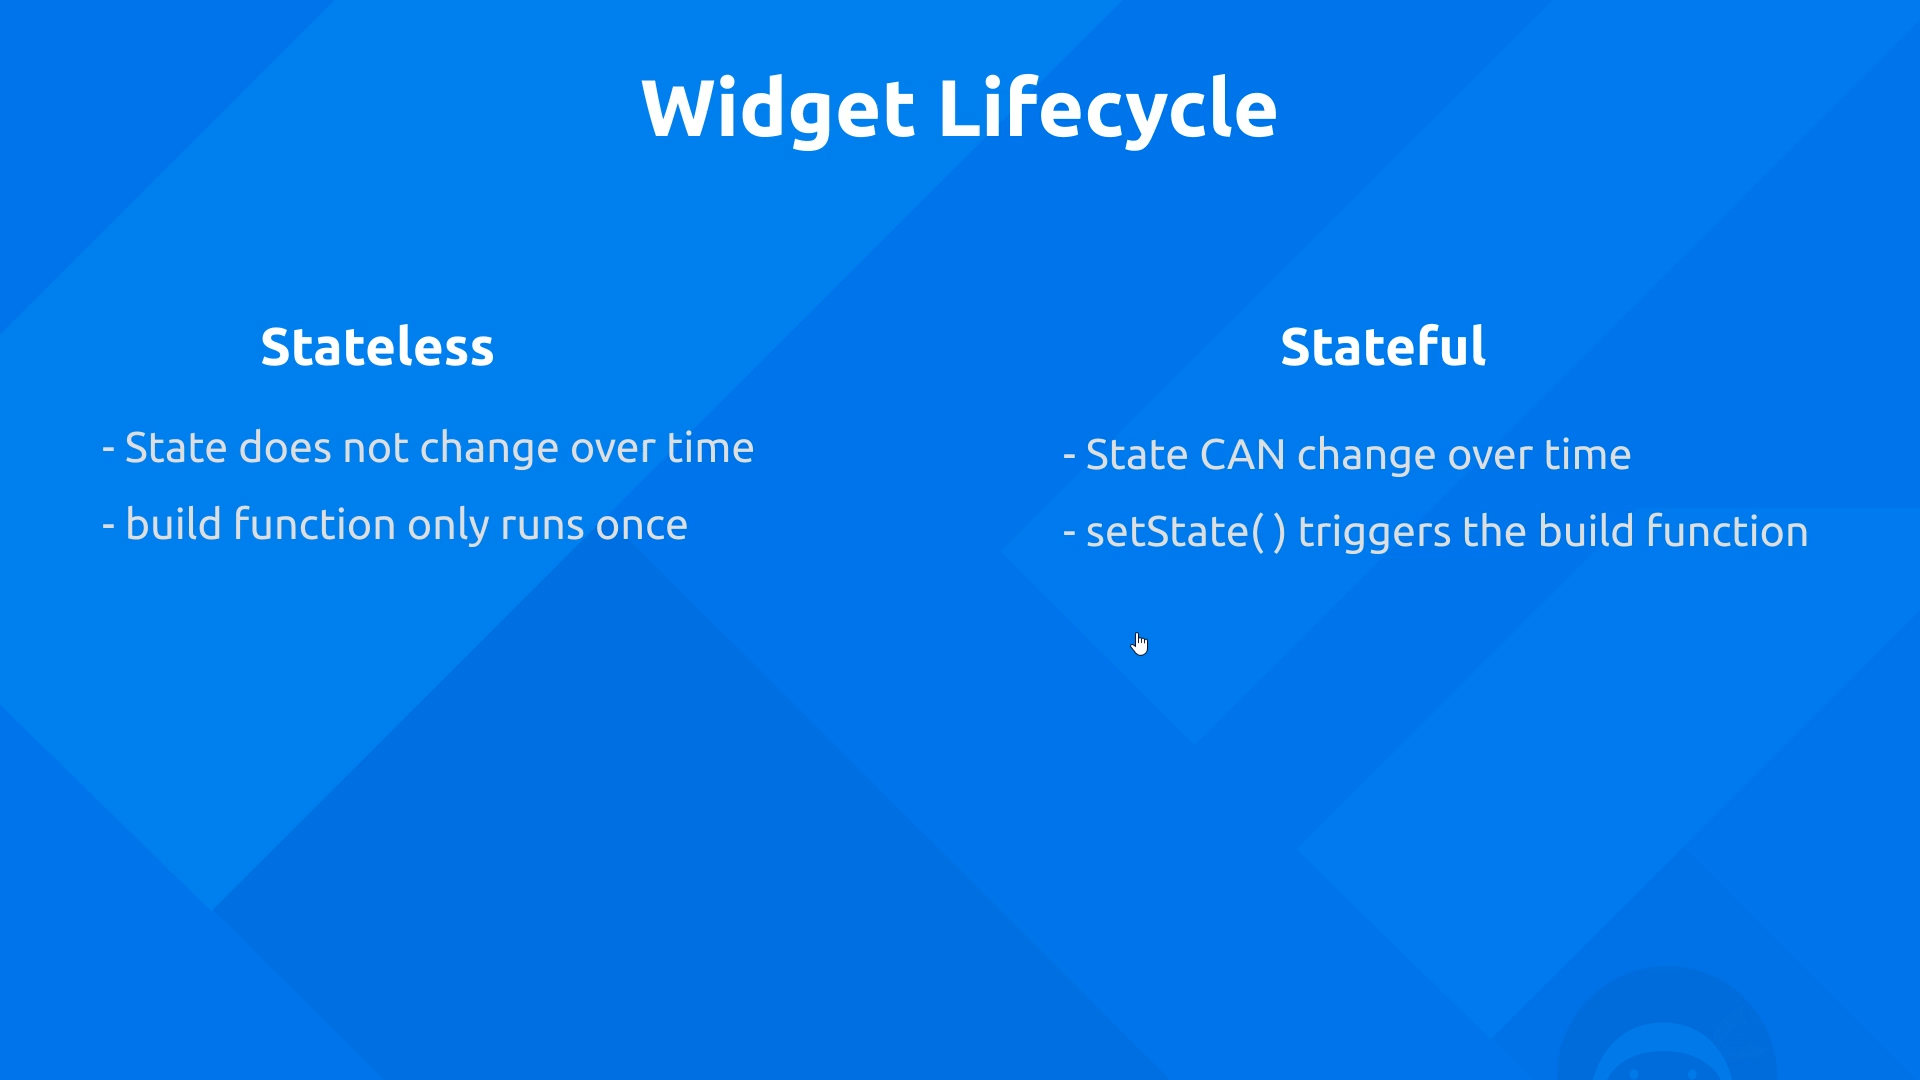 Widget Lifecycle
Stateless
- State does not change over time
- build function only runs once
Stateful
- State CAN change over time
- setState( ) triggers the build function